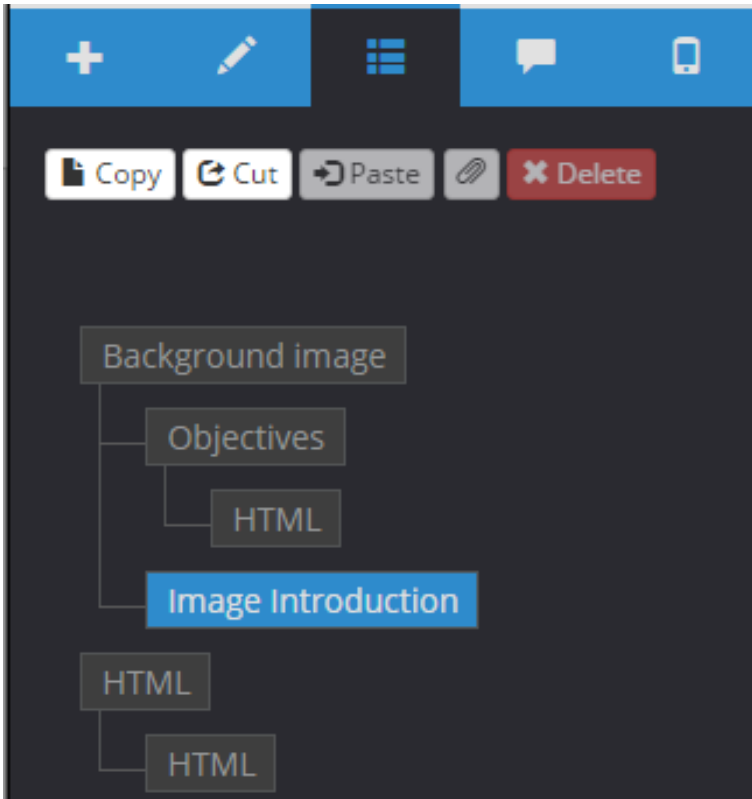 Copy Cut Paste Delete
Background image
Objectives
HTML
Image Introduction
HTML
HTML